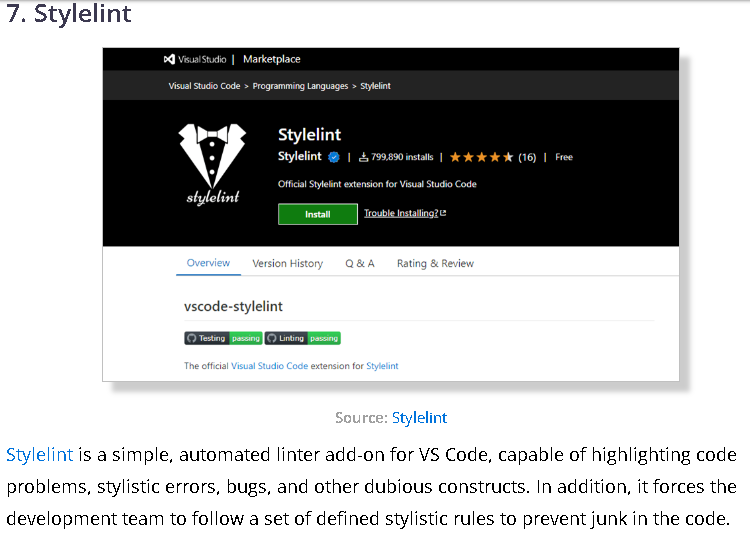 7. Stylelint
Visual Studio | Marketplace
Visual Studio Code > Programming Languages > Stylelint
Stylelint
Stylelint | 799,890 installs | (16) | Free
Official Stylelint extension for Visual Studio Code
stylelint
Install Trouble Installing?
Overview Version History Q & A Rating & Review
vscode-stylelint
Testing passing Linting passing
The official Visual Studio Code extension for Stylelint
Source: Stylelint
Stylelint is a simple, automated linter add-on for VS Code, capable of highlighting code
problems, stylistic errors, bugs, and other dubious constructs. In addition, it forces the
development team to follow a set of defined stylistic rules to prevent junk in the code.